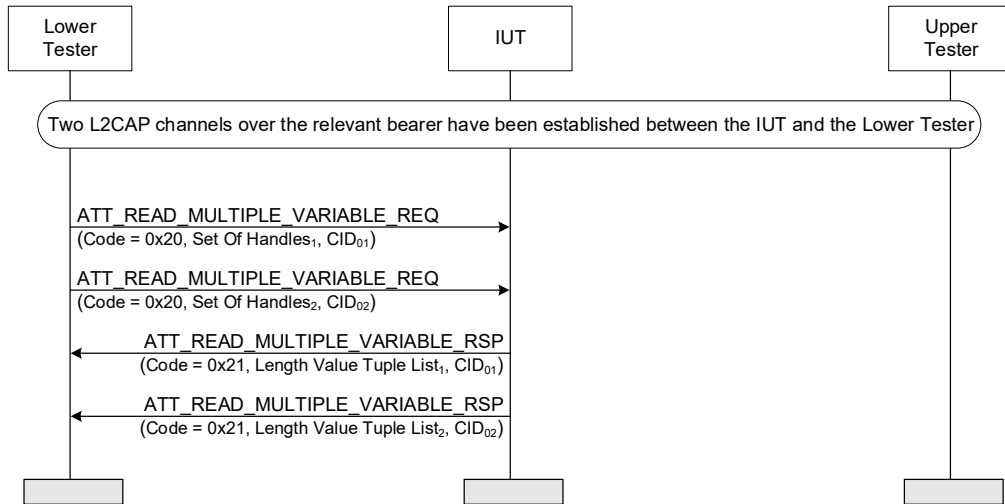 Lower
Tester
IUT
Upper
Tester
Two L2CAP channels over the relevant bearer have been established between the IUT and the Lower Tester
ATT_READ_MULTIPLE_VARIABLE_REQ
(Code = 0x20, Set Of Handles₁, CID₀₁)
ATT_READ_MULTIPLE_VARIABLE_REQ
(Code = 0x20, Set Of Handles₂, CID₀₂)
ATT_READ_MULTIPLE_VARIABLE_RSP
(Code = 0x21, Length Value Tuple List₁, CID₀₁)
ATT_READ_MULTIPLE_VARIABLE_RSP
(Code = 0x21, Length Value Tuple List₂, CID₀₂)